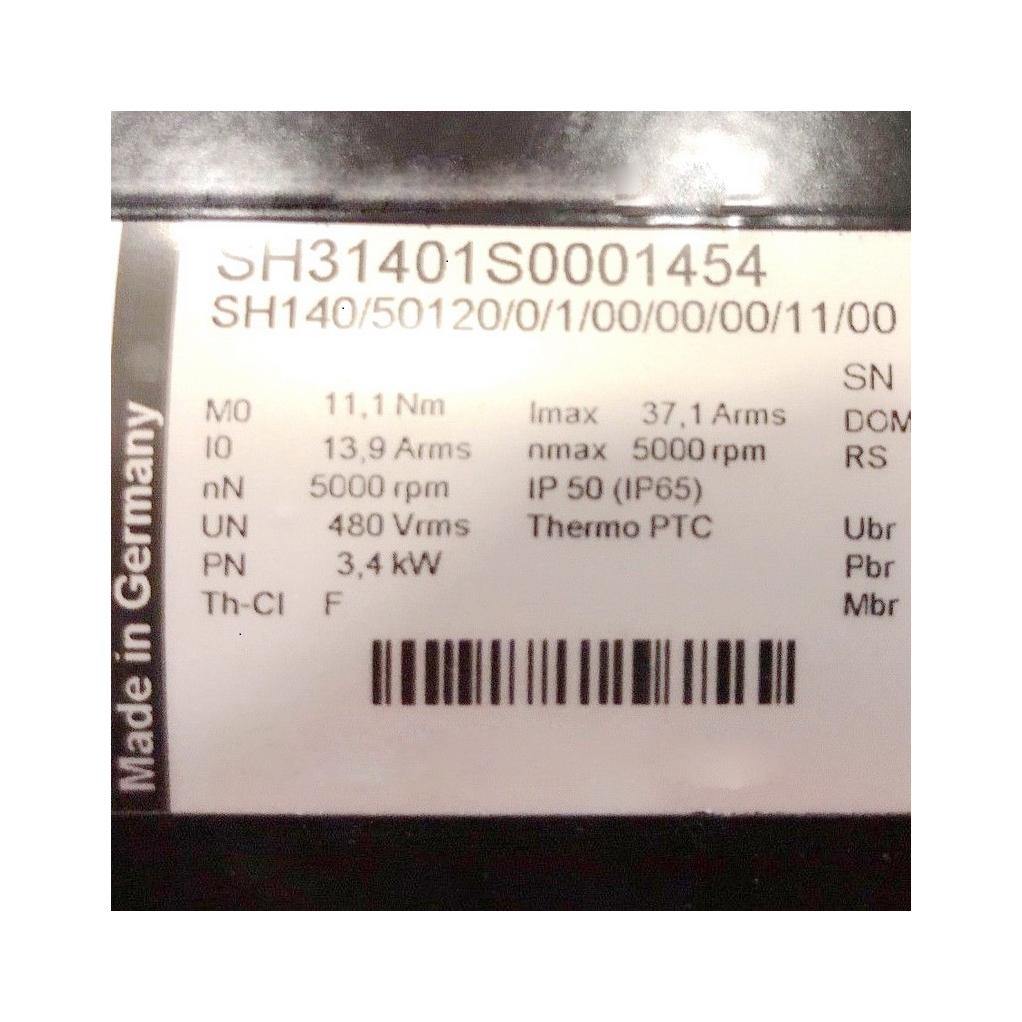 SH31401S0001454
SH140/50120/0/1/00/00/00/11/00
SN
M0 11,1 Nm Imax 37,1 Arms DOM
I0 13,9 Arms nmax 5000 rpm RS
nN 5000 rpm IP 50 (IP65)
UN 480 Vrms Thermo PTC Ubr
PN 3,4 kW Pbr
Th-Cl F Mbr
Made in Germany